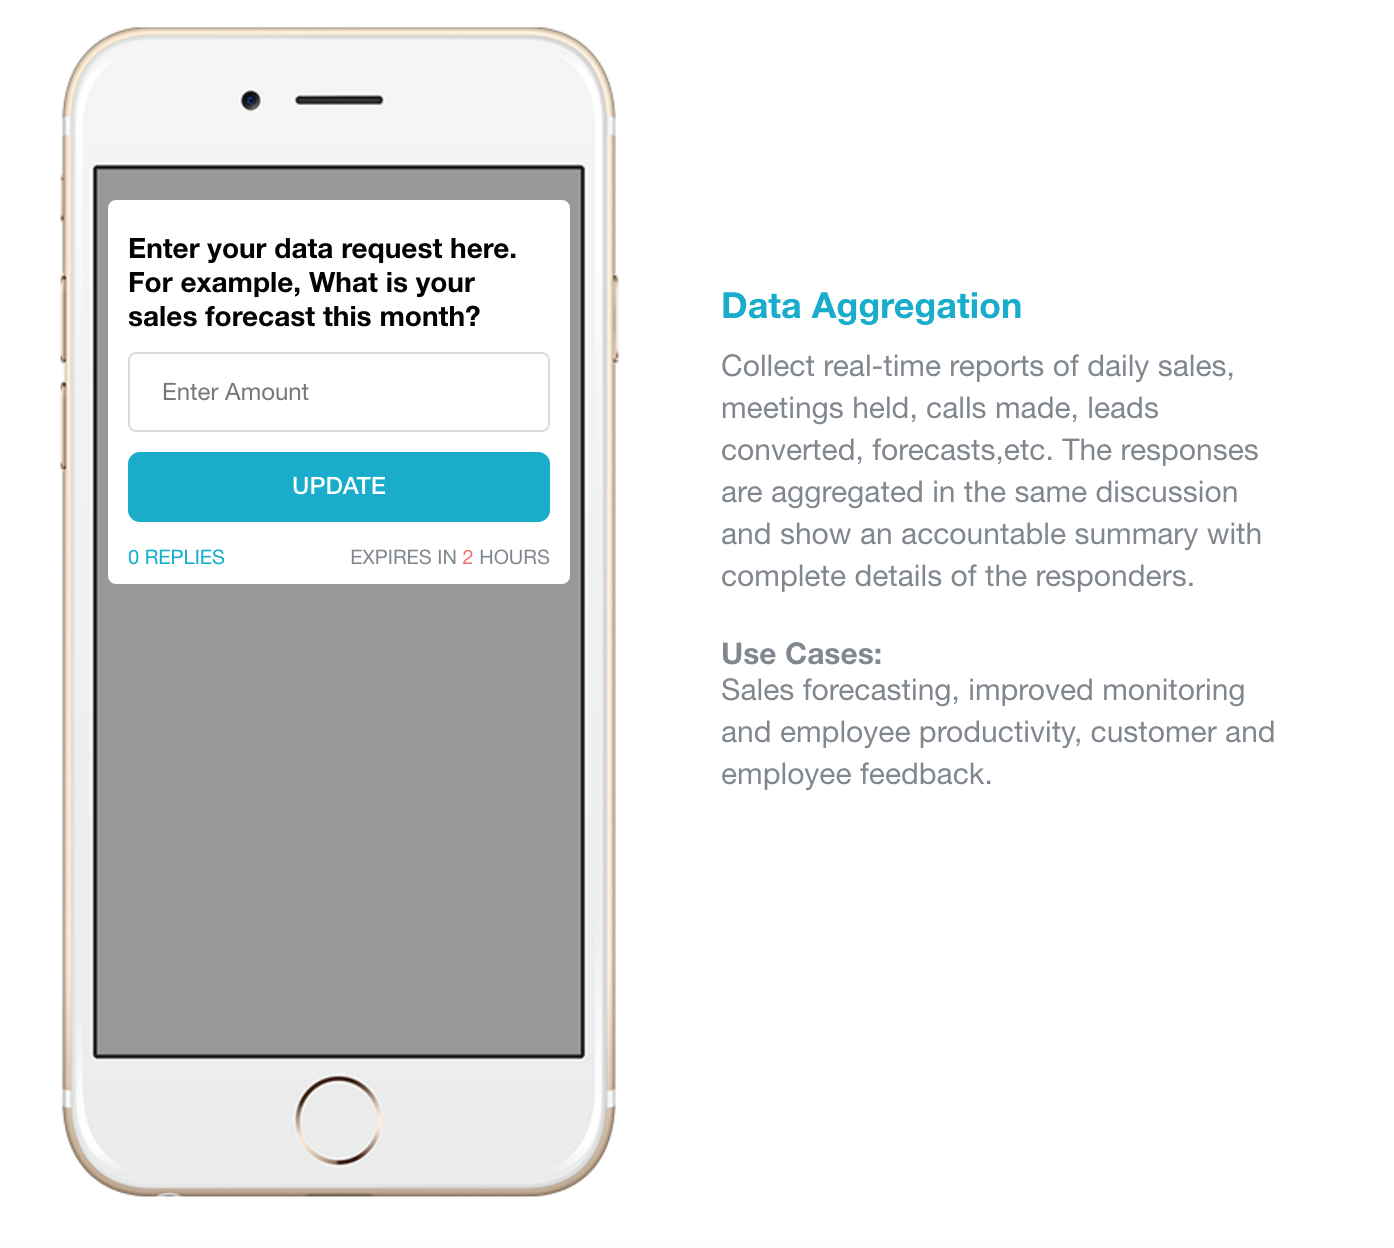 Enter your data request here.
For example, What is your
sales forecast this month?
Enter Amount
UPDATE
0 REPLIES
EXPIRES IN 2 HOURS
Data Aggregation
Collect real-time reports of daily sales,
meetings held, calls made, leads
converted, forecasts,etc. The responses
are aggregated in the same discussion
and show an accountable summary with
complete details of the responders.
Use Cases:
Sales forecasting, improved monitoring
and employee productivity, customer and
employee feedback.